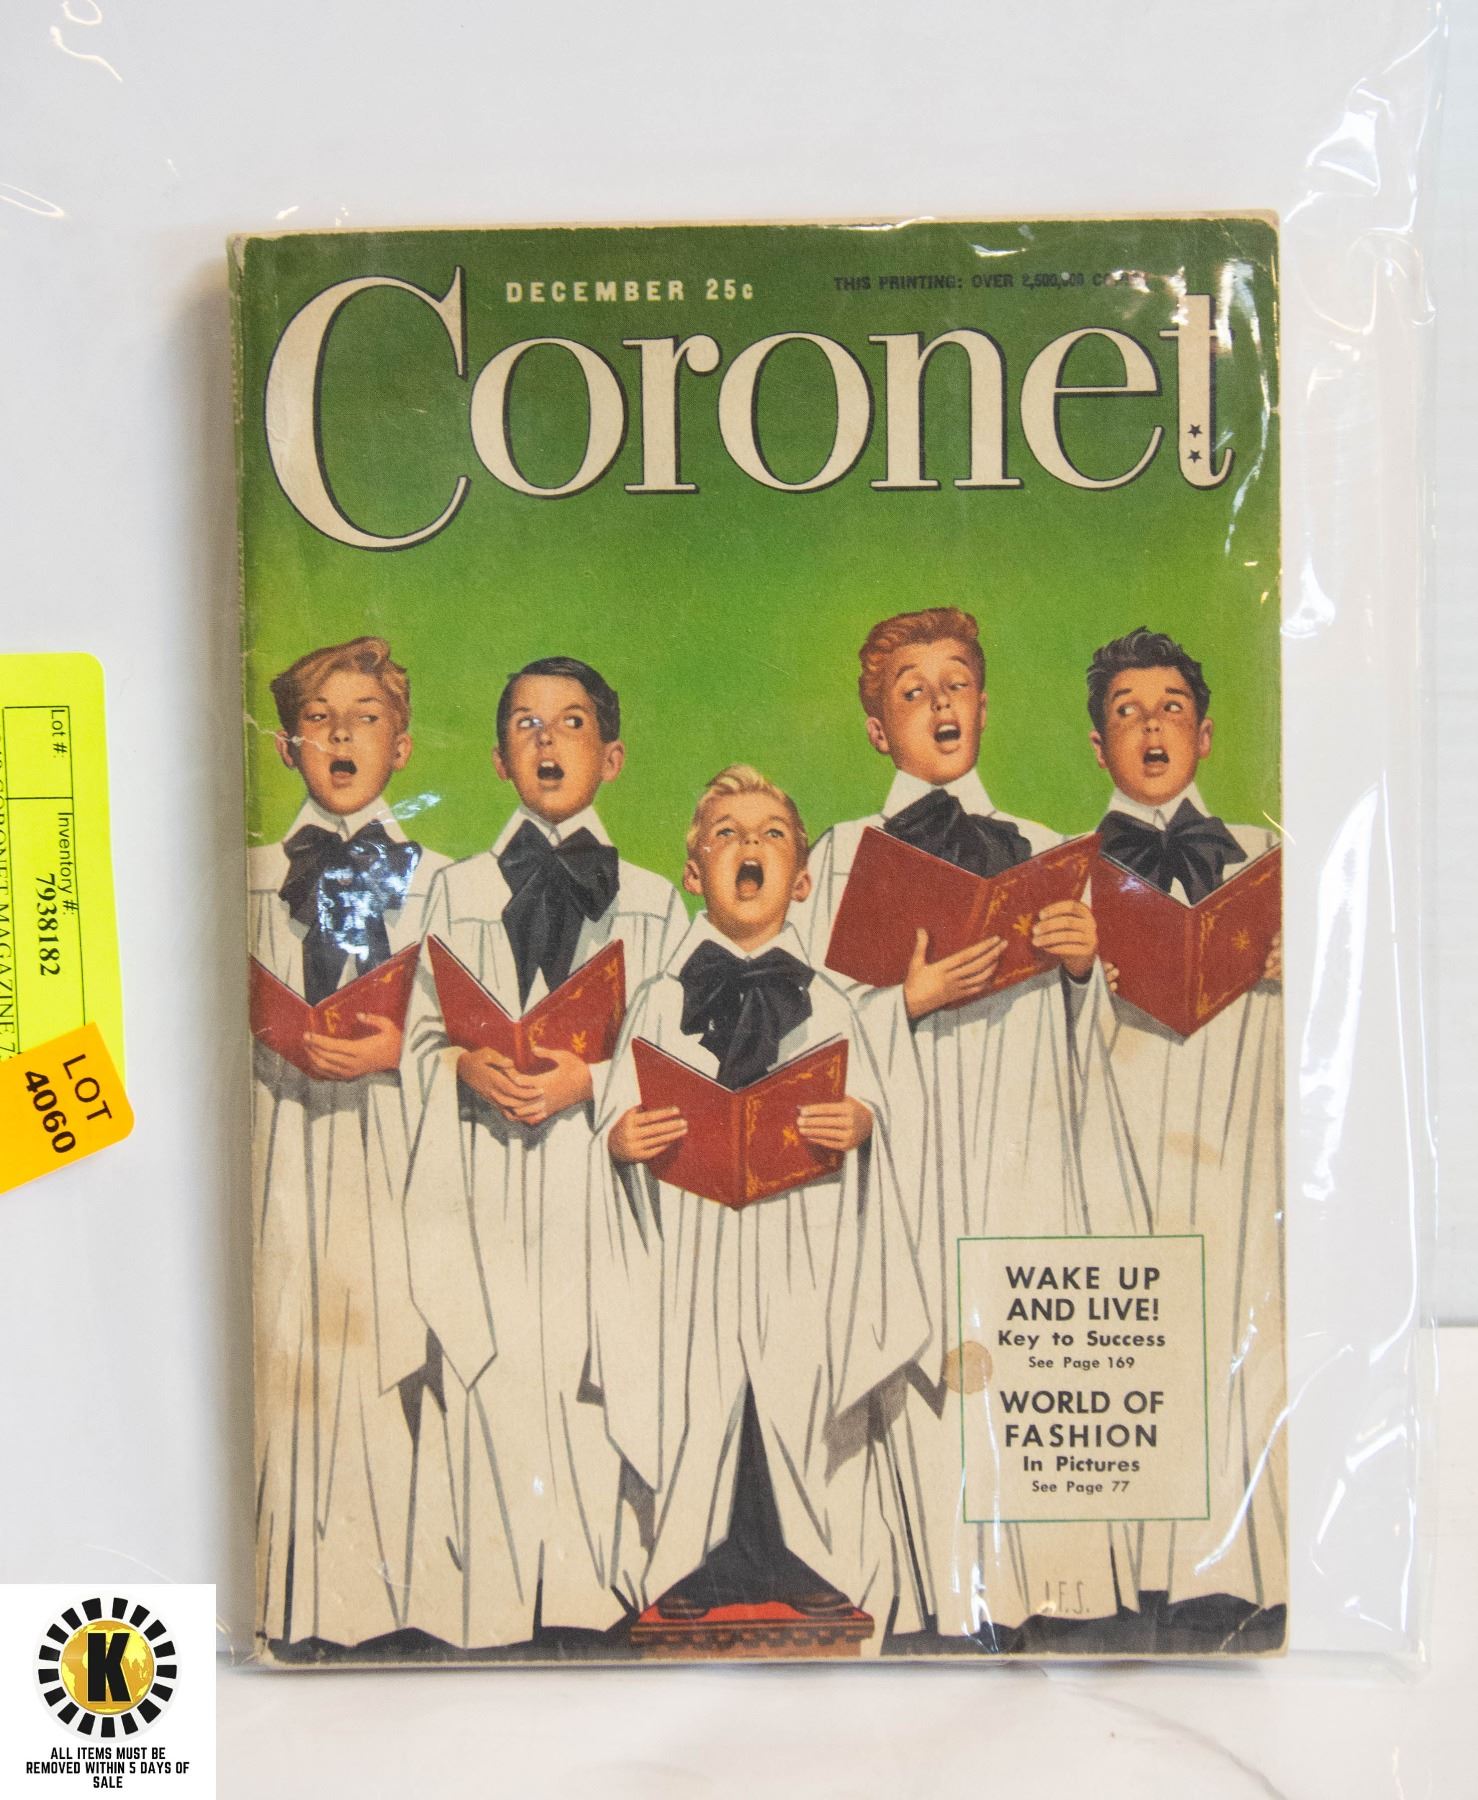 DECEMBER 25c
THIS PRINTING: OVER 2,500,000
Coronet
WAKE UP
AND LIVE!
Key to Success
See Page 169
WORLD OF
FASHION
In Pictures
See Page 77
J.F.S.
Lot #:
Inventory #:
7938182
CORONET MAGAZINE
LOT
4060
K
ALL ITEMS MUST BE
REMOVED WITHIN 5 DAYS OF
SALE